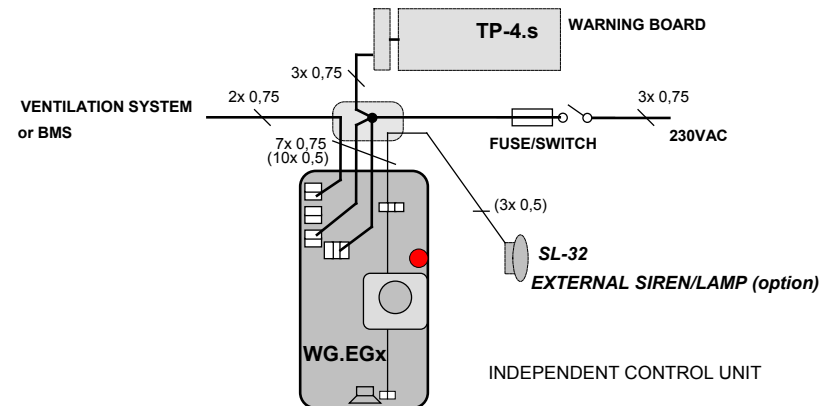 TP-4.s
WARNING BOARD
3x 0,75
2x 0,75
3x 0,75
VENTILATION SYSTEM
or BMS
230VAC
FUSE/SWITCH
7x 0,75
(10x 0,5)
(3x 0,5)
SL-32
EXTERNAL SIREN/LAMP (option)
WG.EGx
INDEPENDENT CONTROL UNIT